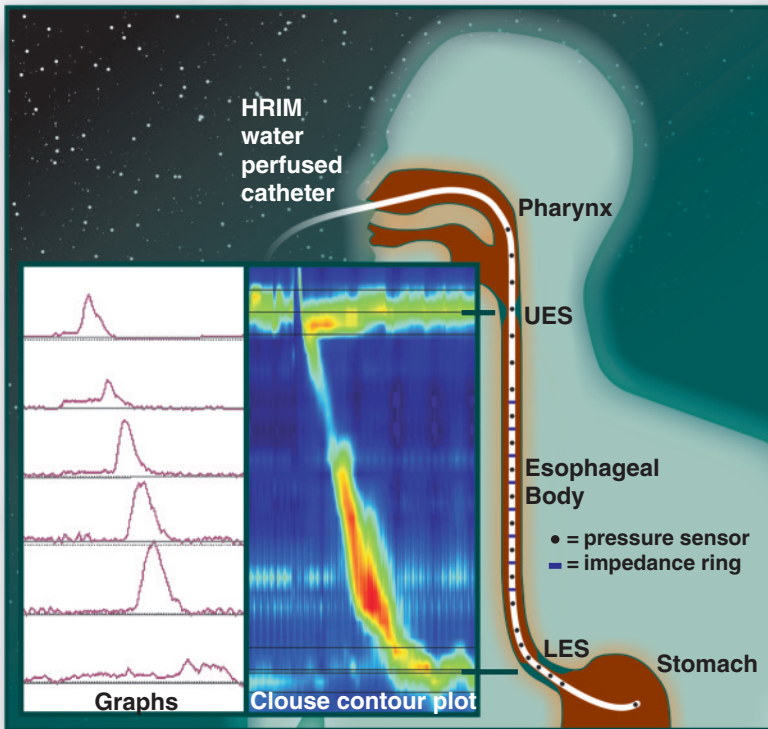 HRIM
water
perfused
catheter
Pharynx
UES
Esophageal
Body
• = pressure sensor
- = impedance ring
LES
Stomach
Graphs
Clouse contour plot